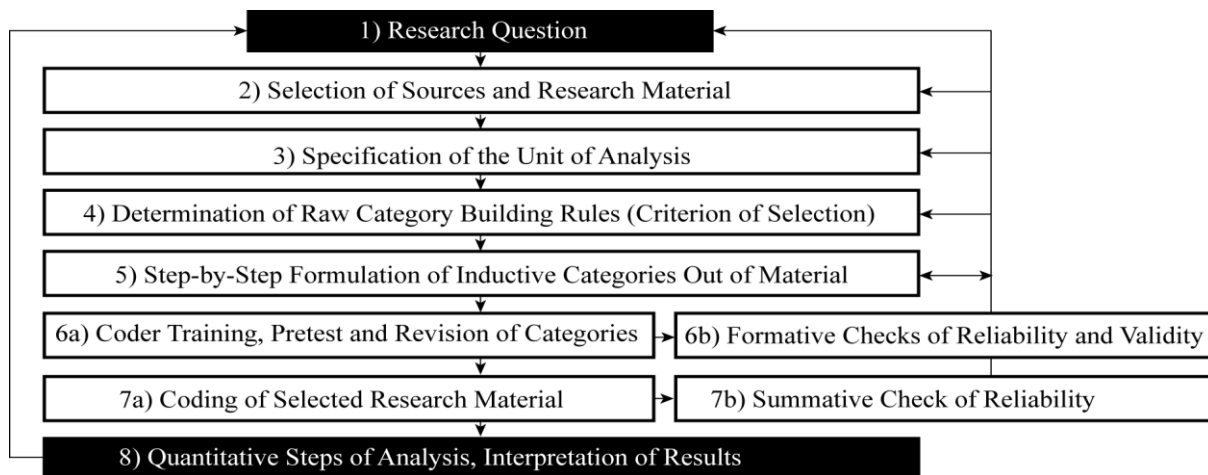 1) Research Question
2) Selection of Sources and Research Material
3) Specification of the Unit of Analysis
4) Determination of Raw Category Building Rules (Criterion of Selection)
5) Step-by-Step Formulation of Inductive Categories Out of Material
6a) Coder Training, Pretest and Revision of Categories
6b) Formative Checks of Reliability and Validity
7a) Coding of Selected Research Material
7b) Summative Check of Reliability
8) Quantitative Steps of Analysis, Interpretation of Results